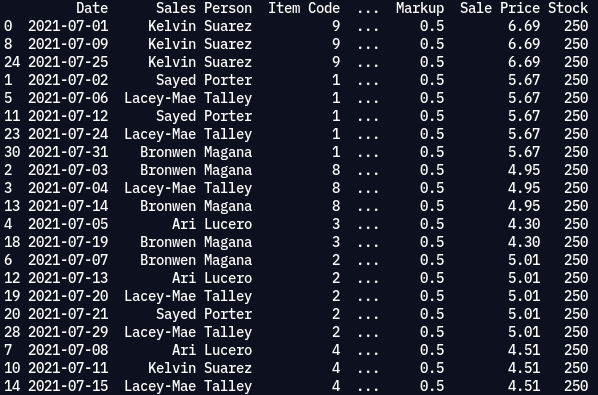 Date Sales Person Item Code ... Markup Sale Price Stock
0 2021-07-01 Kelvin Suarez 9 ... 0.5 6.69 250
8 2021-07-09 Kelvin Suarez 9 ... 0.5 6.69 250
24 2021-07-25 Kelvin Suarez 9 ... 0.5 6.69 250
1 2021-07-02 Sayed Porter 1 ... 0.5 5.67 250
5 2021-07-06 Lacey-Mae Talley 1 ... 0.5 5.67 250
11 2021-07-12 Sayed Porter 1 ... 0.5 5.67 250
23 2021-07-24 Lacey-Mae Talley 1 ... 0.5 5.67 250
30 2021-07-31 Bronwen Magana 1 ... 0.5 5.67 250
2 2021-07-03 Bronwen Magana 8 ... 0.5 4.95 250
3 2021-07-04 Lacey-Mae Talley 8 ... 0.5 4.95 250
13 2021-07-14 Bronwen Magana 8 ... 0.5 4.95 250
4 2021-07-05 Ari Lucero 3 ... 0.5 4.30 250
18 2021-07-19 Bronwen Magana 3 ... 0.5 4.30 250
6 2021-07-07 Bronwen Magana 2 ... 0.5 5.01 250
12 2021-07-13 Ari Lucero 2 ... 0.5 5.01 250
19 2021-07-20 Lacey-Mae Talley 2 ... 0.5 5.01 250
20 2021-07-21 Sayed Porter 2 ... 0.5 5.01 250
28 2021-07-29 Lacey-Mae Talley 2 ... 0.5 5.01 250
7 2021-07-08 Ari Lucero 4 ... 0.5 4.51 250
10 2021-07-11 Kelvin Suarez 4 ... 0.5 4.51 250
14 2021-07-15 Lacey-Mae Talley 4 ... 0.5 4.51 250